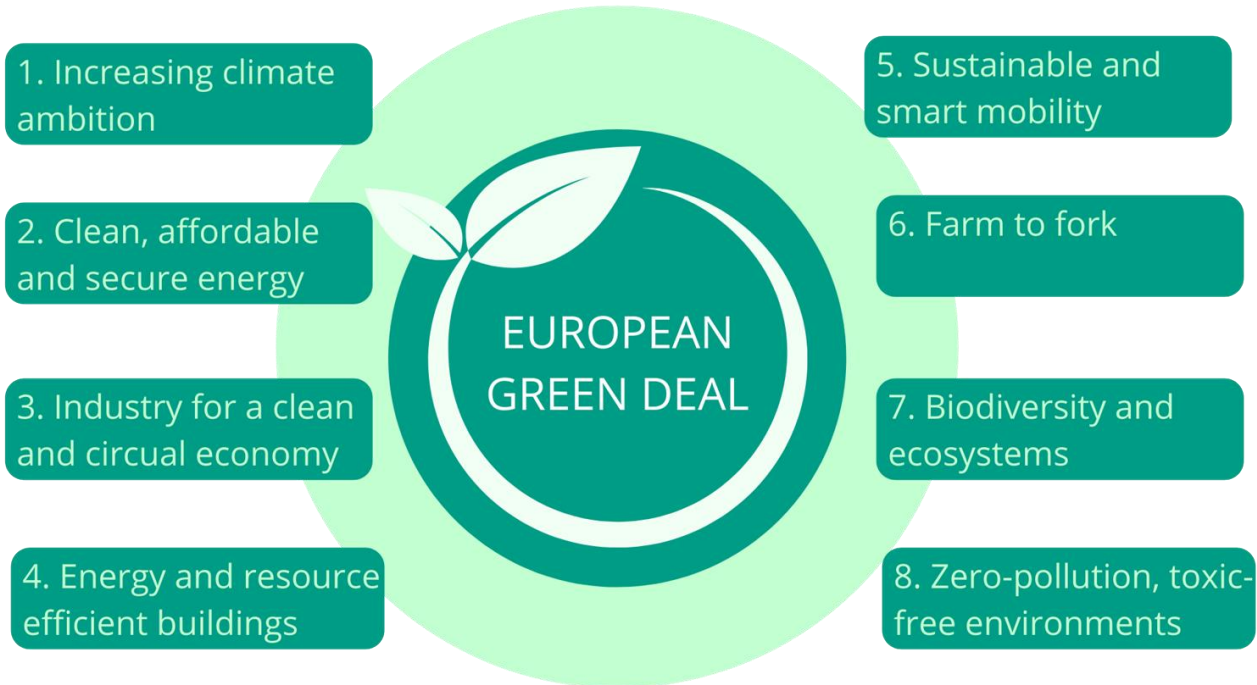 1. Increasing climate
ambition
2. Clean, affordable
and secure energy
3. Industry for a clean
and circual economy
4. Energy and resource
efficient buildings
EUROPEAN
GREEN DEAL
5. Sustainable and
smart mobility
6. Farm to fork
7. Biodiversity and
ecosystems
8. Zero-pollution, toxic-
free environments